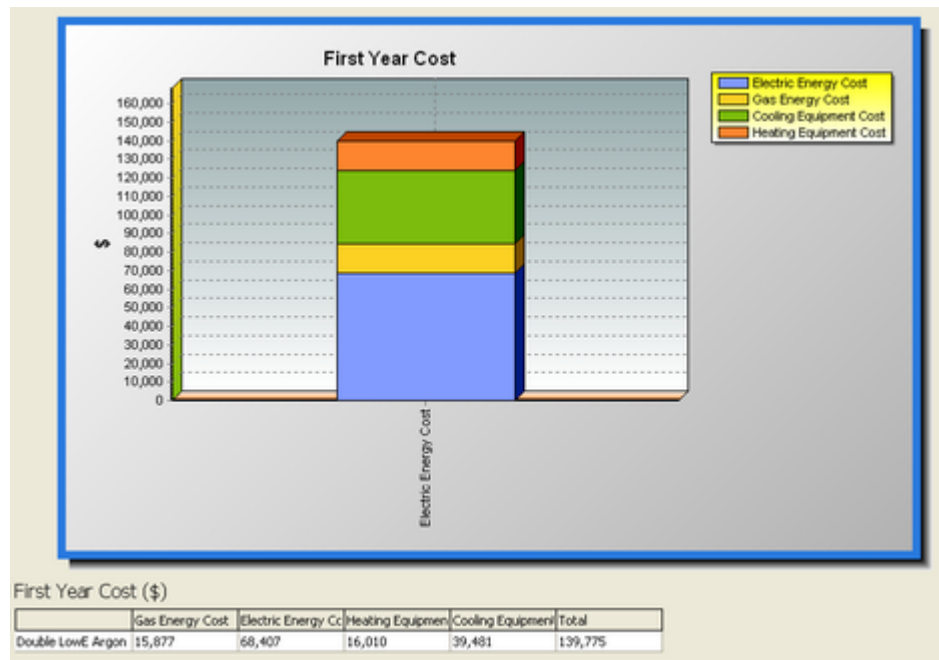 First Year Cost
Electric Energy Cost
Gas Energy Cost
Cooling Equipment Cost
Heating Equipment Cost
160,000
150,000
140,000
130,000
120,000
110,000
100,000
90,000
80,000
70,000
60,000
50,000
40,000
30,000
20,000
10,000
0
$
Electric Energy Cost
First Year Cost ($)
Gas Energy Cost Electric Energy Co Heating Equipmen Cooling Equipment Total
Double LowE Argon 15,877 68,407 16,010 39,481 139,775